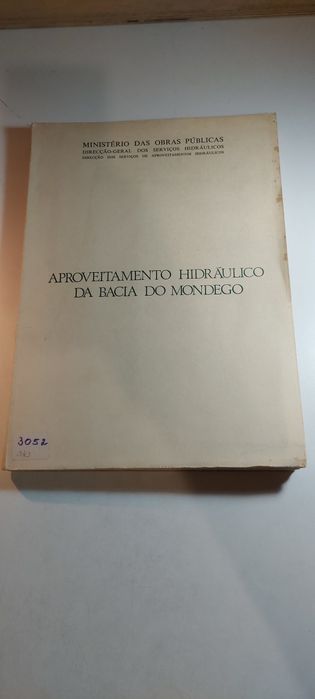 MINISTÉRIO DAS OBRAS PÚBLICAS
DIRECÇÃO-GERAL DOS SERVIÇOS HIDRÁULICOS
DIRECÇÃO DOS SERVIÇOS DE APROVEITAMENTOS HIDRÁULICOS
APROVEITAMENTO HIDRÁULICO
DA BACIA DO MONDEGO
3052